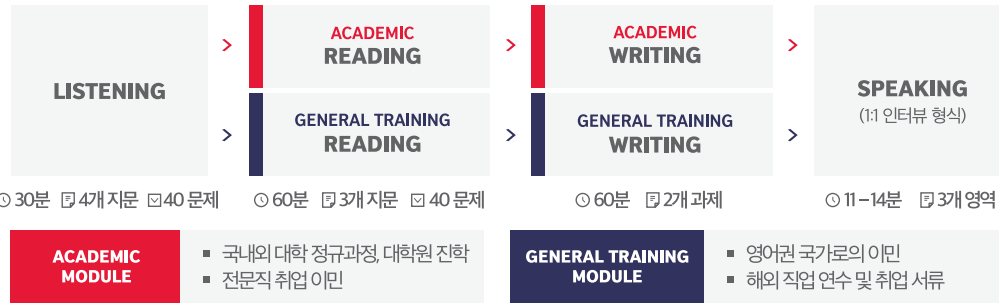 LISTENING
ACADEMIC
READING
GENERAL TRAINING
READING
ACADEMIC
WRITING
GENERAL TRAINING
WRITING
SPEAKING
(1:1 인터뷰 형식)
30분 4개 지문 40 문제
60분 3개 지문 40 문제
60분 2개 과제
11–14분 3개 영역
ACADEMIC
MODULE
▪ 국내외 대학 정규과정, 대학원 진학
▪ 전문직 취업 이민
GENERAL TRAINING
MODULE
▪ 영어권 국가로의 이민
▪ 해외 직업 연수 및 취업 서류